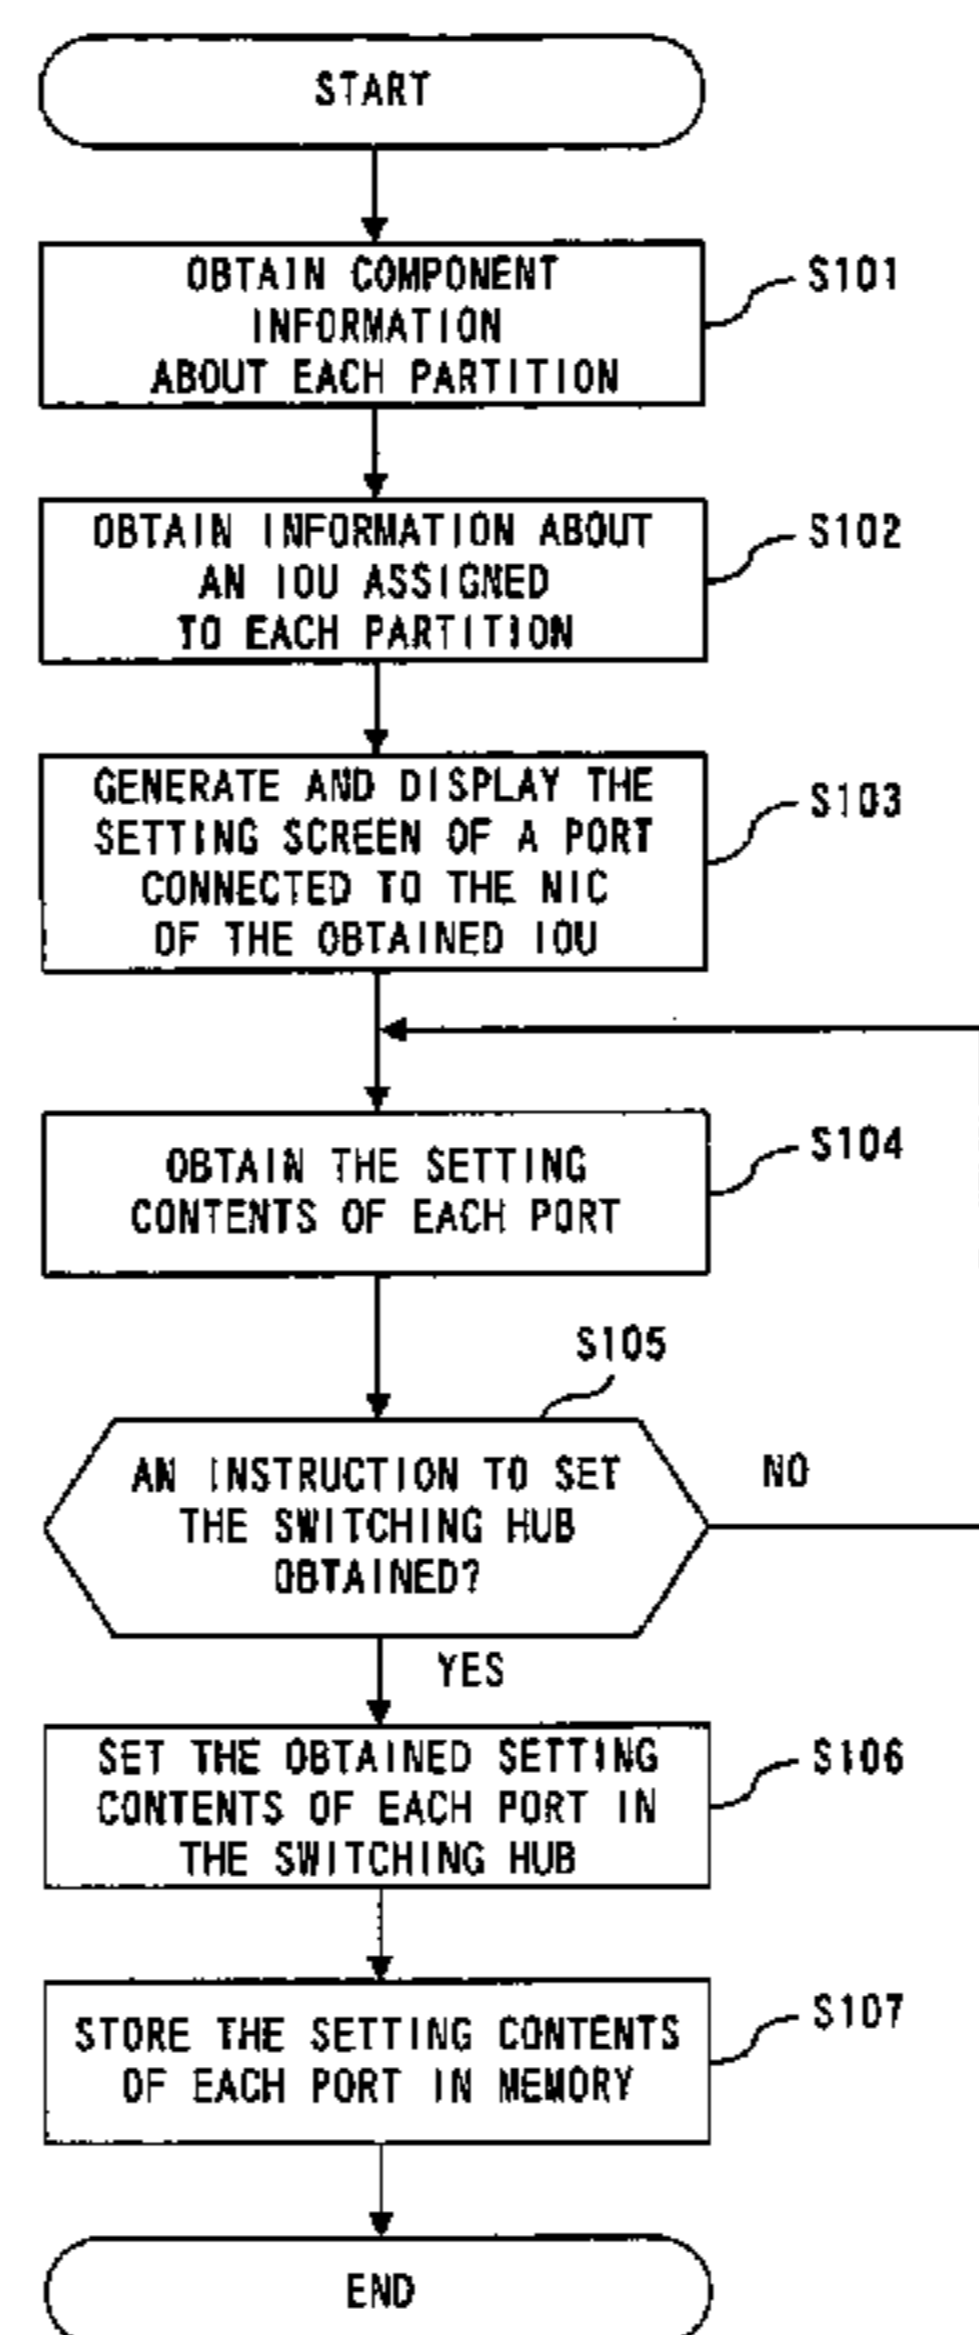 START
OBTAIN COMPONENT
INFORMATION
ABOUT EACH PARTITION
S101
OBTAIN INFORMATION ABOUT
AN IOU ASSIGNED
TO EACH PARTITION
S102
GENERATE AND DISPLAY THE
SETTING SCREEN OF A PORT
CONNECTED TO THE NIC
OF THE OBTAINED IOU
S103
OBTAIN THE SETTING
CONTENTS OF EACH PORT
S104
S105
AN INSTRUCTION TO SET
THE SWITCHING HUB
OBTAINED?
NO
YES
SET THE OBTAINED SETTING
CONTENTS OF EACH PORT IN
THE SWITCHING HUB
S106
STORE THE SETTING CONTENTS
OF EACH PORT IN MEMORY
S107
END